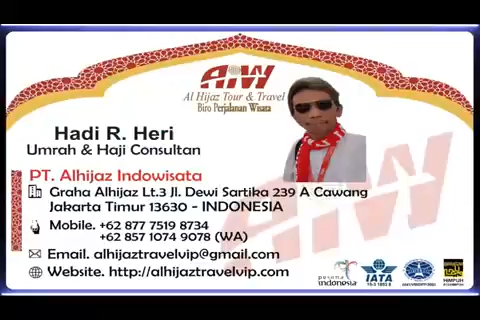 AIW
Al Hijaz Tour & Travel
Biro Perjalanan Wisata
Hadi R. Heri
Umrah & Haji Consultan
PT. Alhijaz Indowisata
Graha Alhijaz Lt.3 Jl. Dewi Sartika 239 A Cawang
Jakarta Timur 13630 - INDONESIA
Mobile. +62 877 7519 8734
+62 857 1074 9078 (WA)
Email. alhijaztravelvip@gmail.com
Website. http://alhijaztravelvip.com
pesona
indonesia
IATA
HIMPUH